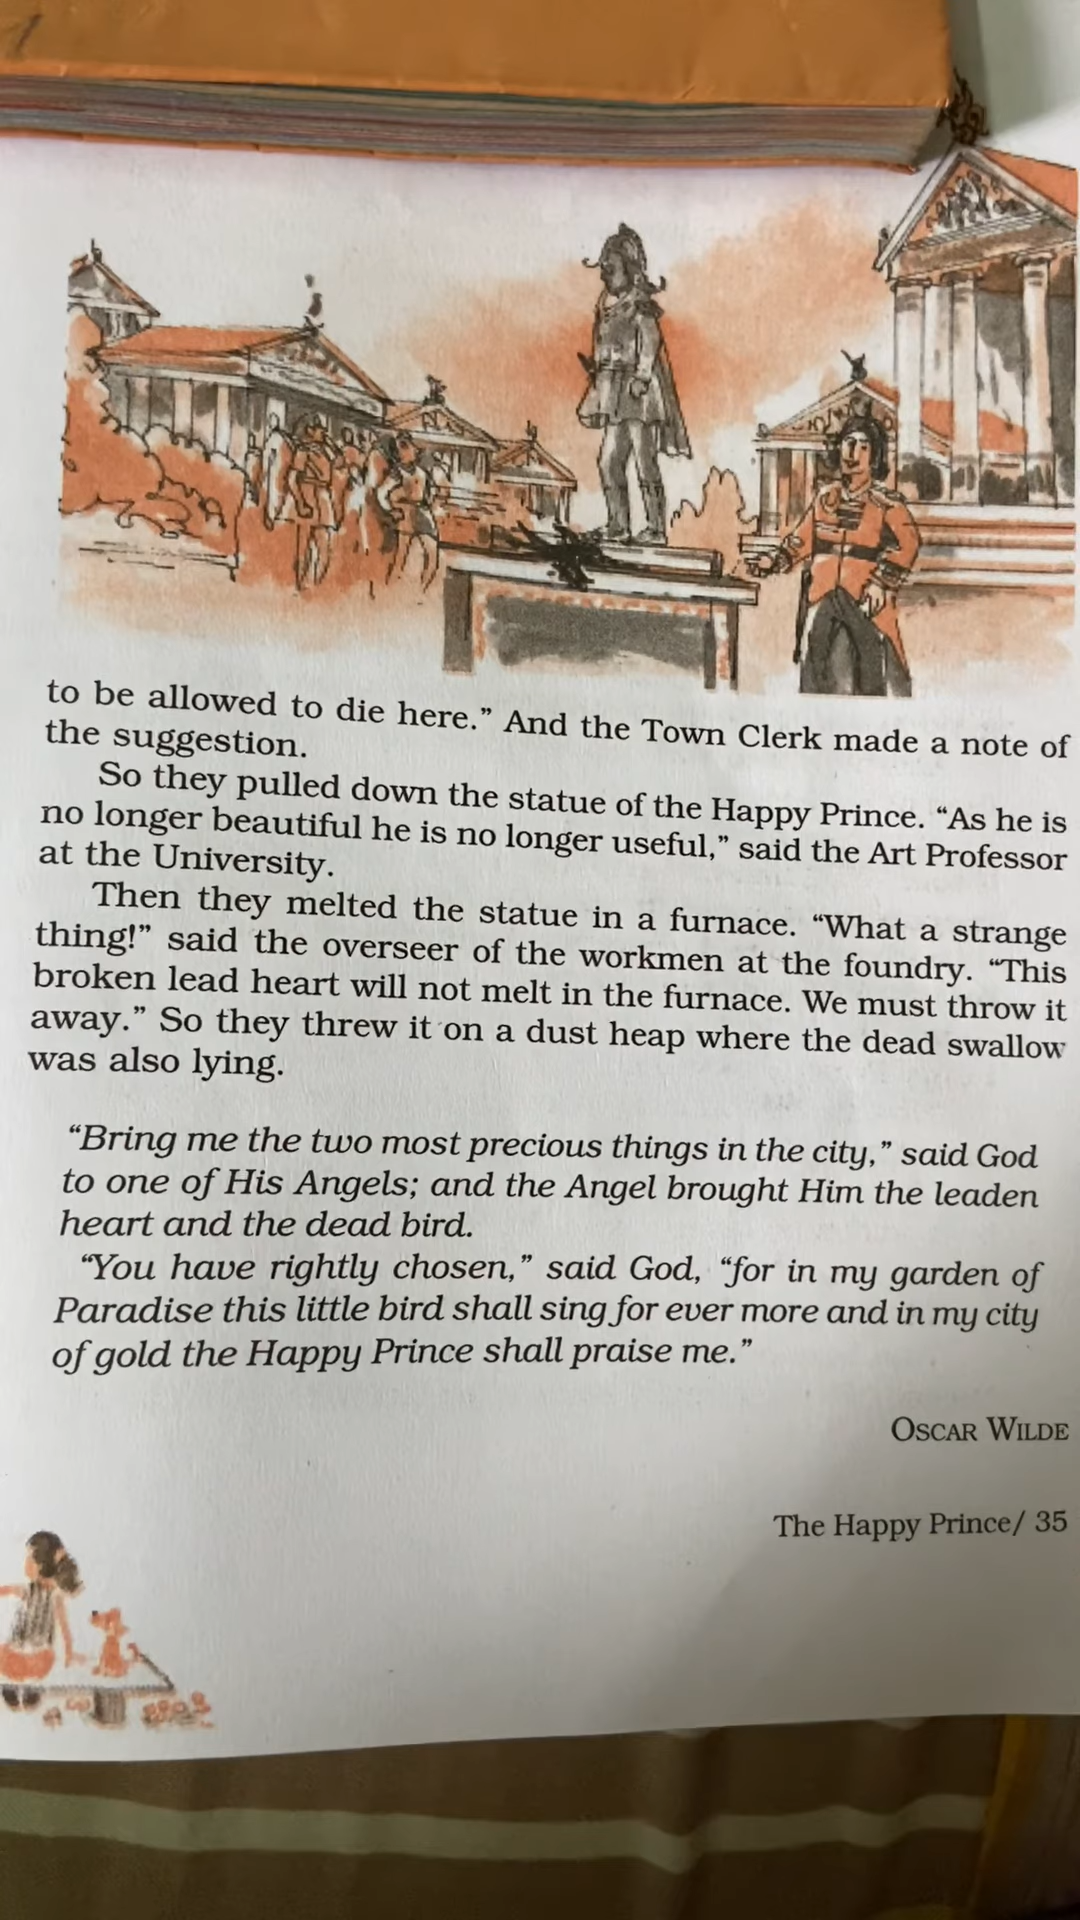 to be allowed to die here.” And the Town Clerk made a note of
the suggestion.
So they pulled down the statue of the Happy Prince. “As he is
no longer beautiful he is no longer useful,” said the Art Professor
at the University.
Then they melted the statue in a furnace. “What a strange
thing!” said the overseer of the workmen at the foundry. “This
broken lead heart will not melt in the furnace. We must throw it
away.” So they threw it on a dust heap where the dead swallow
was also lying.
“Bring me the two most precious things in the city,” said God
to one of His Angels; and the Angel brought Him the leaden
heart and the dead bird.
“You have rightly chosen,” said God, “for in my garden of
Paradise this little bird shall sing for ever more and in my city
of gold the Happy Prince shall praise me.”
OSCAR WILDE
The Happy Prince/ 35